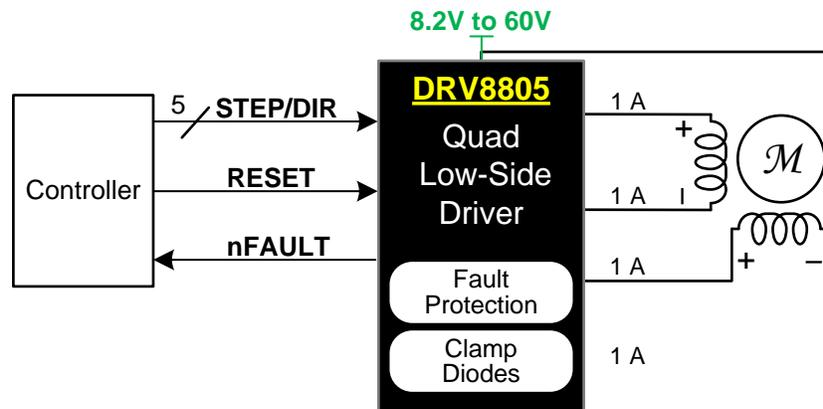 8.2V to 60V
DRV8805
5
STEP/DIR
1 A
+
Quad
Low-Side
Driver
M
Controller
RESET
1 A
–
nFAULT
1 A
+
–
Fault
Protection
Clamp
Diodes
1 A